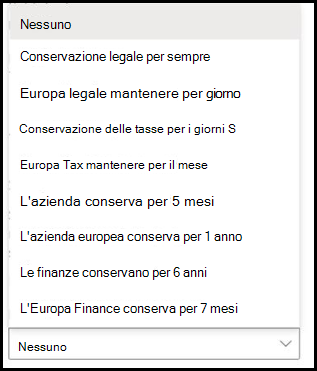 Nessuno
Conservazione legale per sempre
Europa legale mantenere per giorno
Conservazione delle tasse per i giorni S
Europa Tax mantenere per il mese
L'azienda conserva per 5 mesi
L'azienda europea conserva per 1 anno
Le finanze conservano per 6 anni
L'Europa Finance conserva per 7 mesi
Nessuno